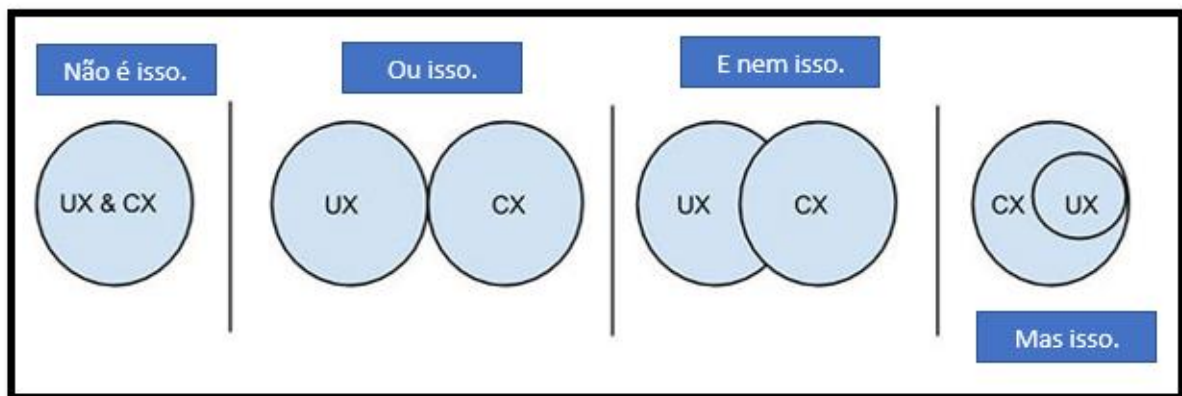 Não é isso.
Ou isso.
E nem isso.
UX & CX
UX
CX
UX
CX
CX
UX
Mas isso.